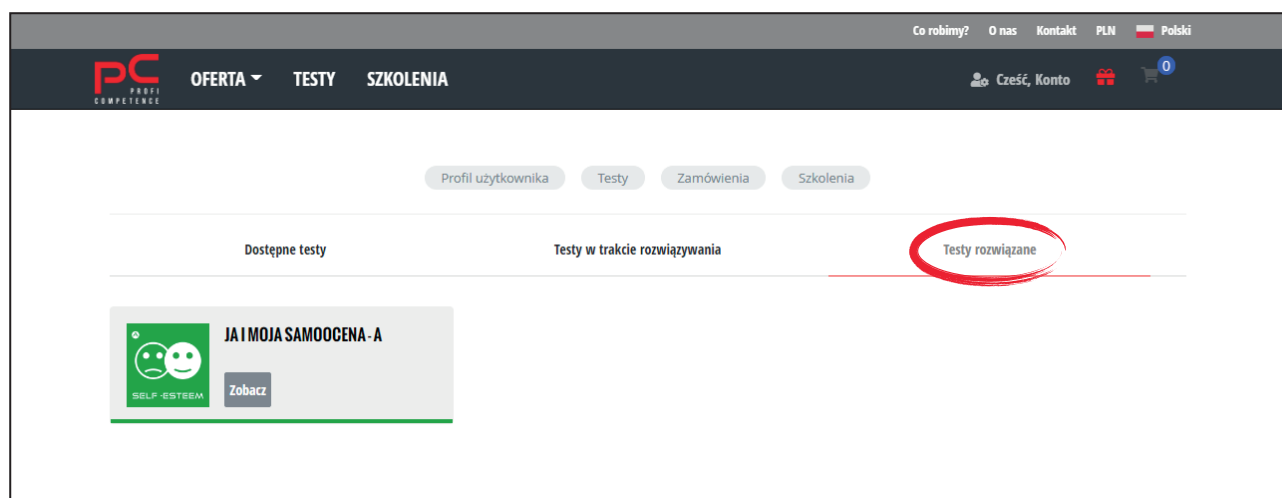 Co robimy? O nas Kontakt PLN Polski
PC
PROFI
COMPETENCE
OFERTA TESTY SZKOLENIA
Cześć, Konto 0
Profil użytkownika Testy Zamówienia Szkolenia
Dostępne testy Testy w trakcie rozwiązywania Testy rozwiązane
JA I MOJA SAMOOCENA - A
SELF-ESTEEM
Zobacz